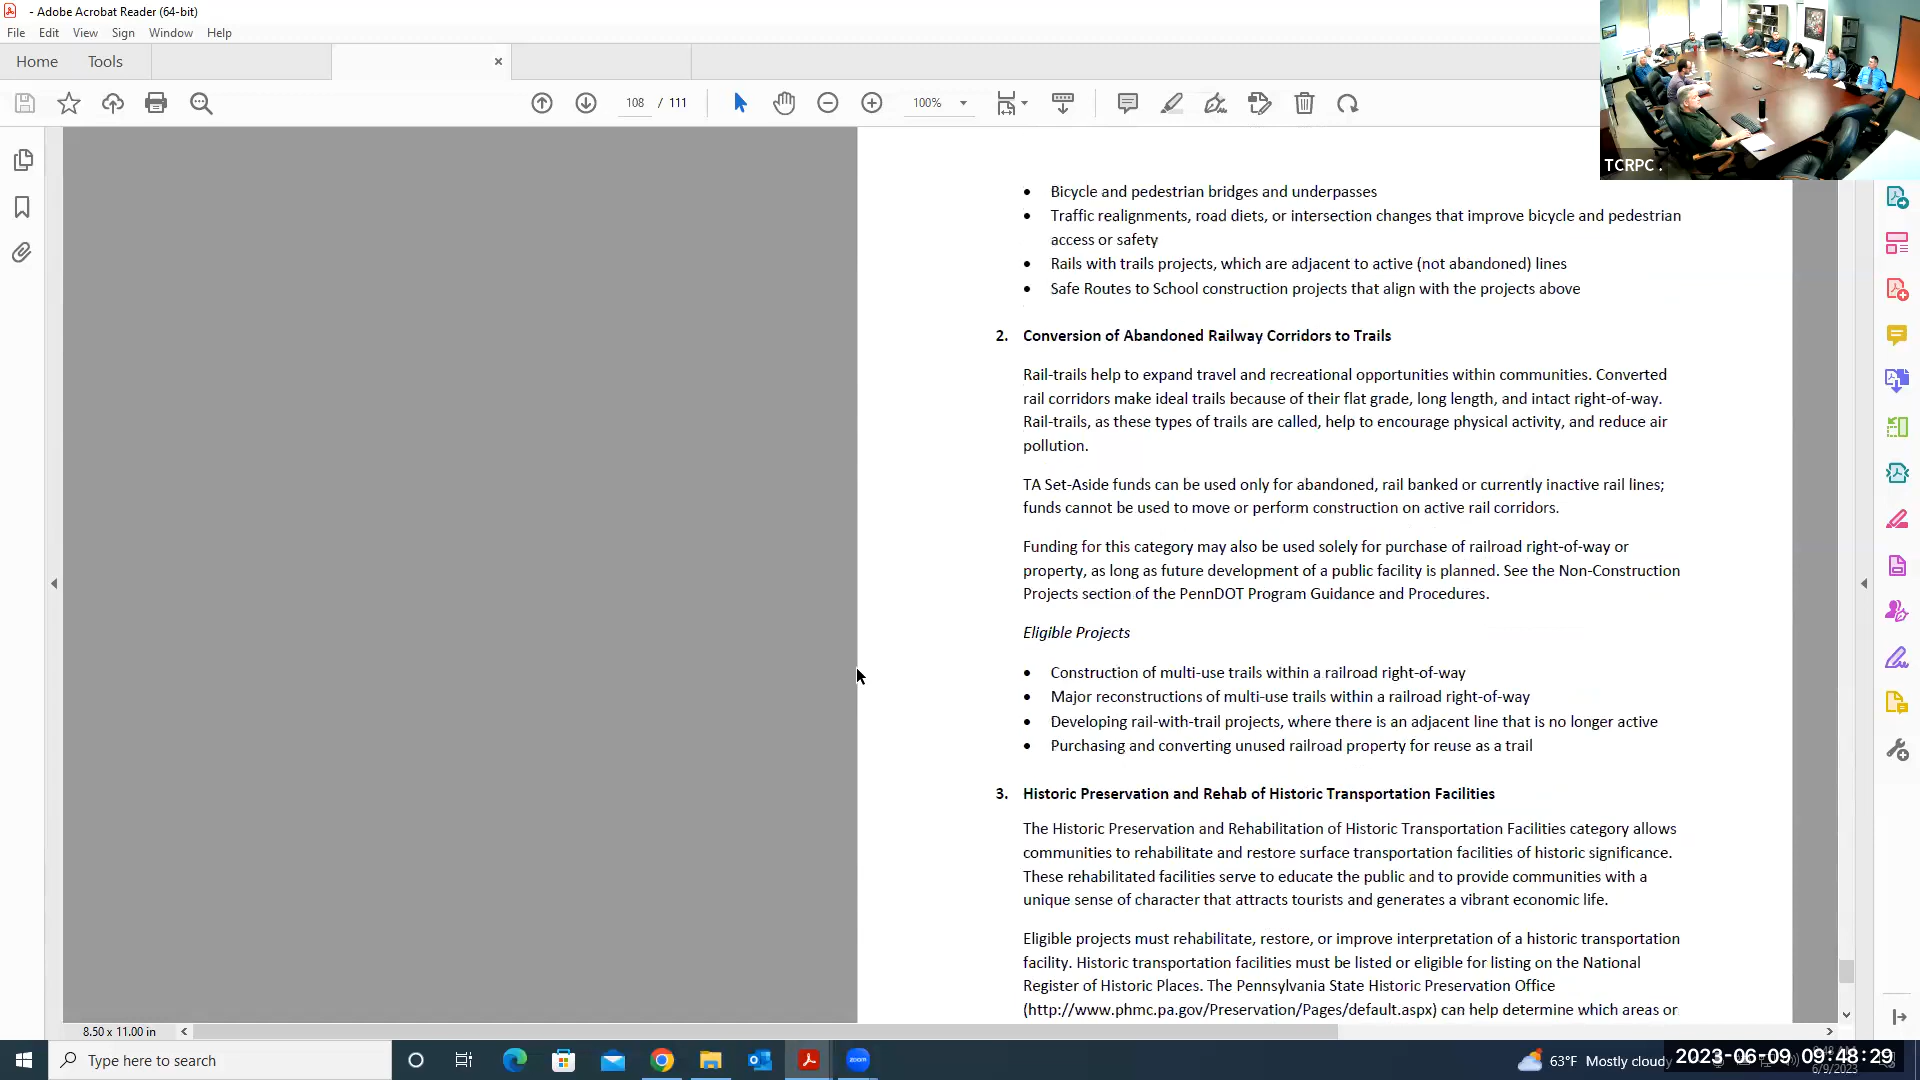 - Adobe Acrobat Reader (64-bit)
File Edit View Sign Window Help
Home Tools
108 / 111
100%
TCRPC .
• Bicycle and pedestrian bridges and underpasses
• Traffic realignments, road diets, or intersection changes that improve bicycle and pedestrian
access or safety
• Rails with trails projects, which are adjacent to active (not abandoned) lines
• Safe Routes to School construction projects that align with the projects above
2. Conversion of Abandoned Railway Corridors to Trails
Rail-trails help to expand travel and recreational opportunities within communities. Converted
rail corridors make ideal trails because of their flat grade, long length, and intact right-of-way.
Rail-trails, as these types of trails are called, help to encourage physical activity, and reduce air
pollution.
TA Set-Aside funds can be used only for abandoned, rail banked or currently inactive rail lines;
funds cannot be used to move or perform construction on active rail corridors.
Funding for this category may also be used solely for purchase of railroad right-of-way or
property, as long as future development of a public facility is planned. See the Non-Construction
Projects section of the PennDOT Program Guidance and Procedures.
Eligible Projects
• Construction of multi-use trails within a railroad right-of-way
• Major reconstructions of multi-use trails within a railroad right-of-way
• Developing rail-with-trail projects, where there is an adjacent line that is no longer active
• Purchasing and converting unused railroad property for reuse as a trail
3. Historic Preservation and Rehab of Historic Transportation Facilities
The Historic Preservation and Rehabilitation of Historic Transportation Facilities category allows
communities to rehabilitate and restore surface transportation facilities of historic significance.
These rehabilitated facilities serve to educate the public and to provide communities with a
unique sense of character that attracts tourists and generates a vibrant economic life.
Eligible projects must rehabilitate, restore, or improve interpretation of a historic transportation
facility. Historic transportation facilities must be listed or eligible for listing on the National
Register of Historic Places. The Pennsylvania State Historic Preservation Office
(http://www.phmc.pa.gov/Preservation/Pages/default.aspx) can help determine which areas or
8.50 x 11.00 in
Type here to search
zoom
63°F Mostly cloudy
2023-06-09 09:48:29
6/9/2023